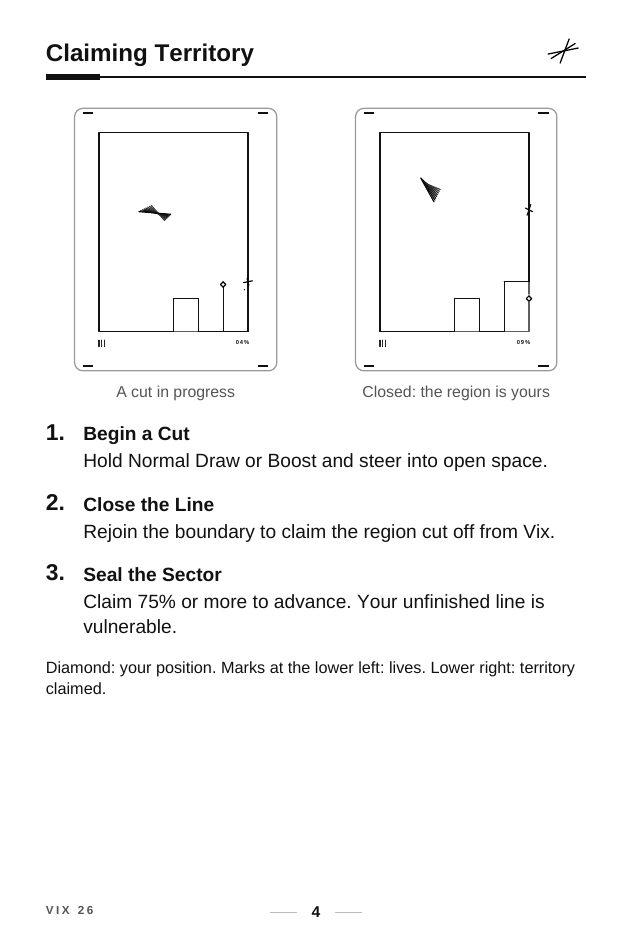 Claiming Territory
04%
09%
A cut in progress
Closed: the region is yours
1. Begin a Cut
Hold Normal Draw or Boost and steer into open space.
2. Close the Line
Rejoin the boundary to claim the region cut off from Vix.
3. Seal the Sector
Claim 75% or more to advance. Your unfinished line is
vulnerable.
Diamond: your position. Marks at the lower left: lives. Lower right: territory
claimed.
VIX 26
4